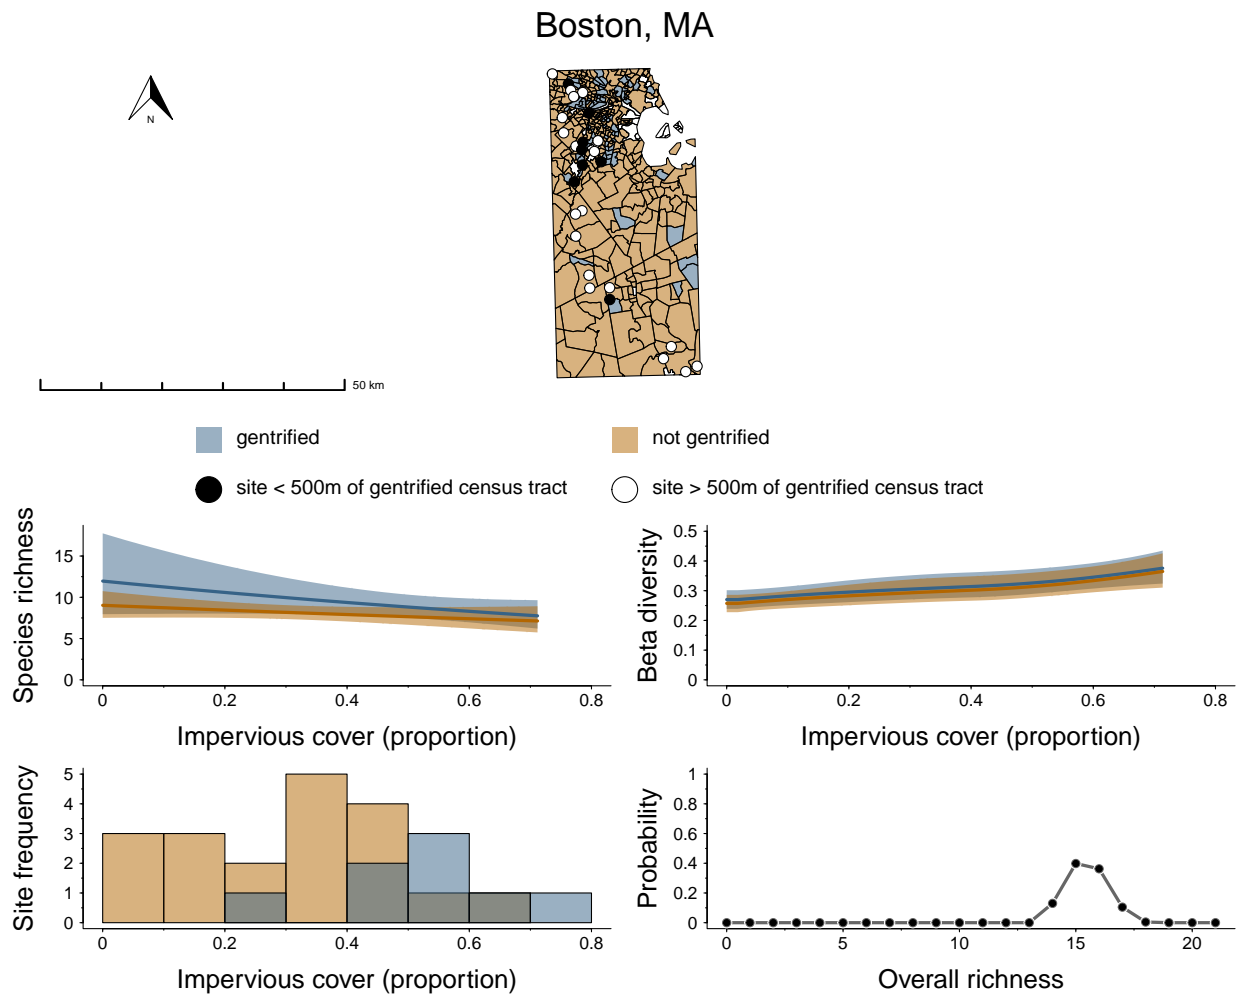 Boston, MA
N
50 km
gentrified
not gentrified
site < 500m of gentrified census tract
site > 500m of gentrified census tract
Species richness
15
10
5
0
0
0.2
0.4
0.6
0.8
Impervious cover (proportion)
Beta diversity
0.5
0.4
0.3
0.2
0.1
0
0
0.2
0.4
0.6
0.8
Impervious cover (proportion)
Site frequency
5
4
3
2
1
0
0
0.2
0.4
0.6
0.8
Impervious cover (proportion)
Probability
1
0.8
0.6
0.4
0.2
0
0
5
10
15
20
Overall richness